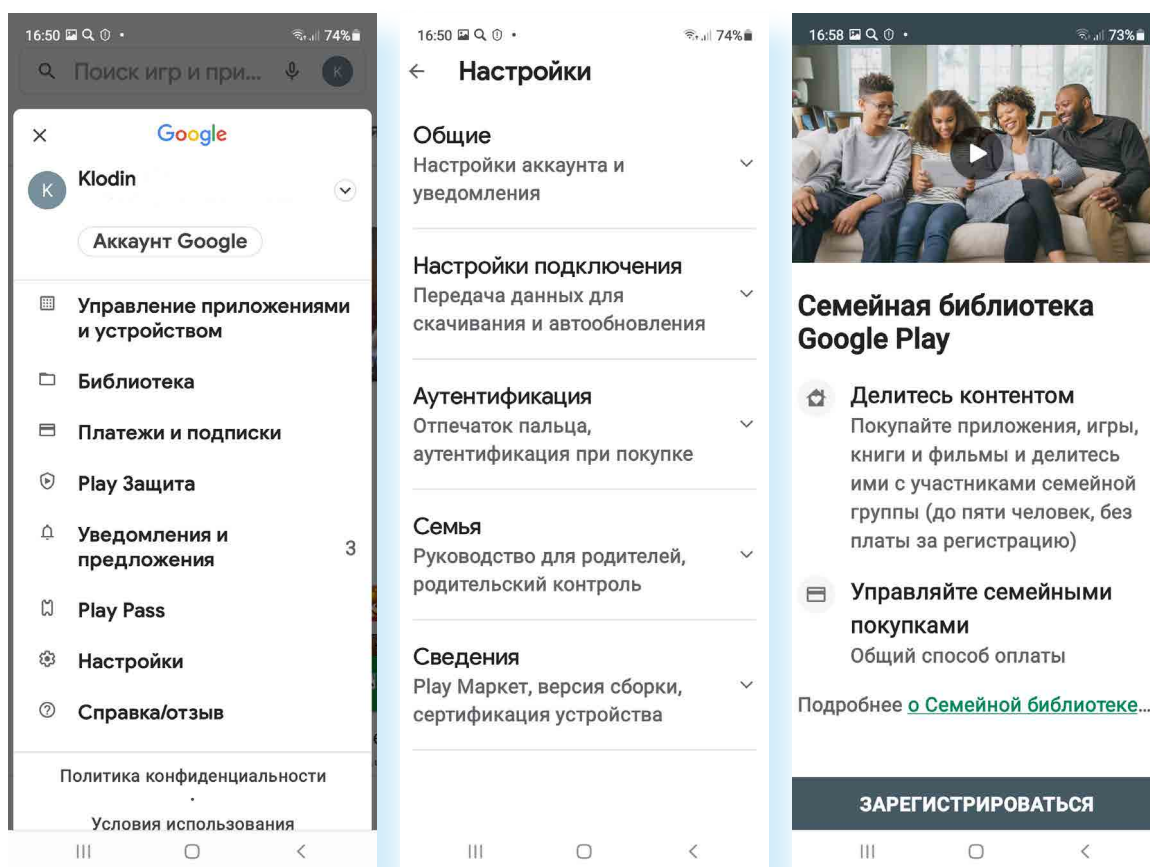 16:50 74%
Поиск игр и при... K
Google
K Klodin
Аккаунт Google
Управление приложениями
и устройством
Библиотека
Платежи и подписки
Play Защита
Уведомления и
предложения
3
Play Pass
Настройки
Справка/отзыв
Политика конфиденциальности
·
Условия использования
16:50 74%
Настройки
Общие
Настройки аккаунта и
уведомления
Настройки подключения
Передача данных для
скачивания и автообновления
Аутентификация
Отпечаток пальца,
аутентификация при покупке
Семья
Руководство для родителей,
родительский контроль
Сведения
Play Маркет, версия сборки,
сертификация устройства
16:58 73%
Семейная библиотека
Google Play
Делитесь контентом
Покупайте приложения, игры,
книги и фильмы и делитесь
ими с участниками семейной
группы (до пяти человек, без
платы за регистрацию)
Управляйте семейными
покупками
Общий способ оплаты
Подробнее о Семейной библиотеке...
ЗАРЕГИСТРИРОВАТЬСЯ